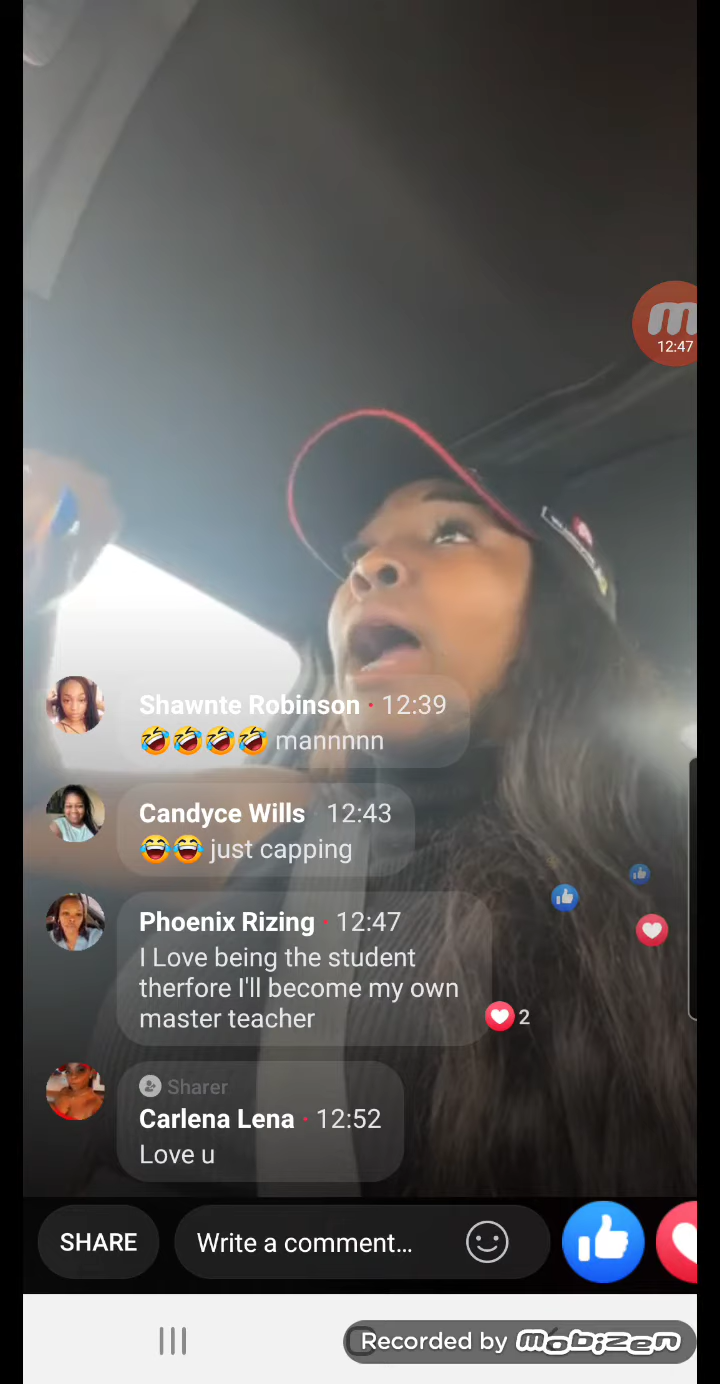 12:47
Shawnte Robinson · 12:39
🤣🤣🤣🤣 mannnnn
Candyce Wills · 12:43
😂😂 just capping
Phoenix Rizing · 12:47
I Love being the student
therfore I'll become my own
master teacher
2
Sharer
Carlena Lena · 12:52
Love u
SHARE
Write a comment...
Recorded by mobizen